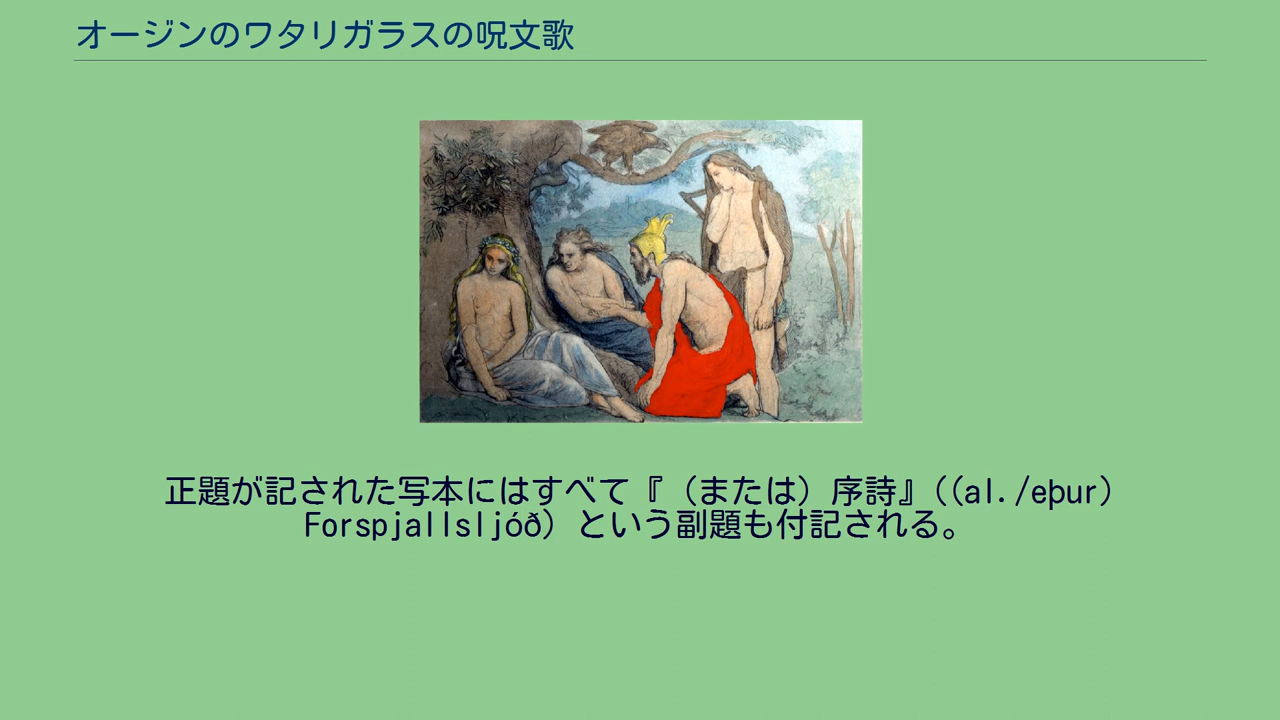 オージンのワタリガラスの呪文歌
正題が記された写本にはすべて『（または）序詩』((al./eþur)
Forspjallsljóð) という副題も付記される。